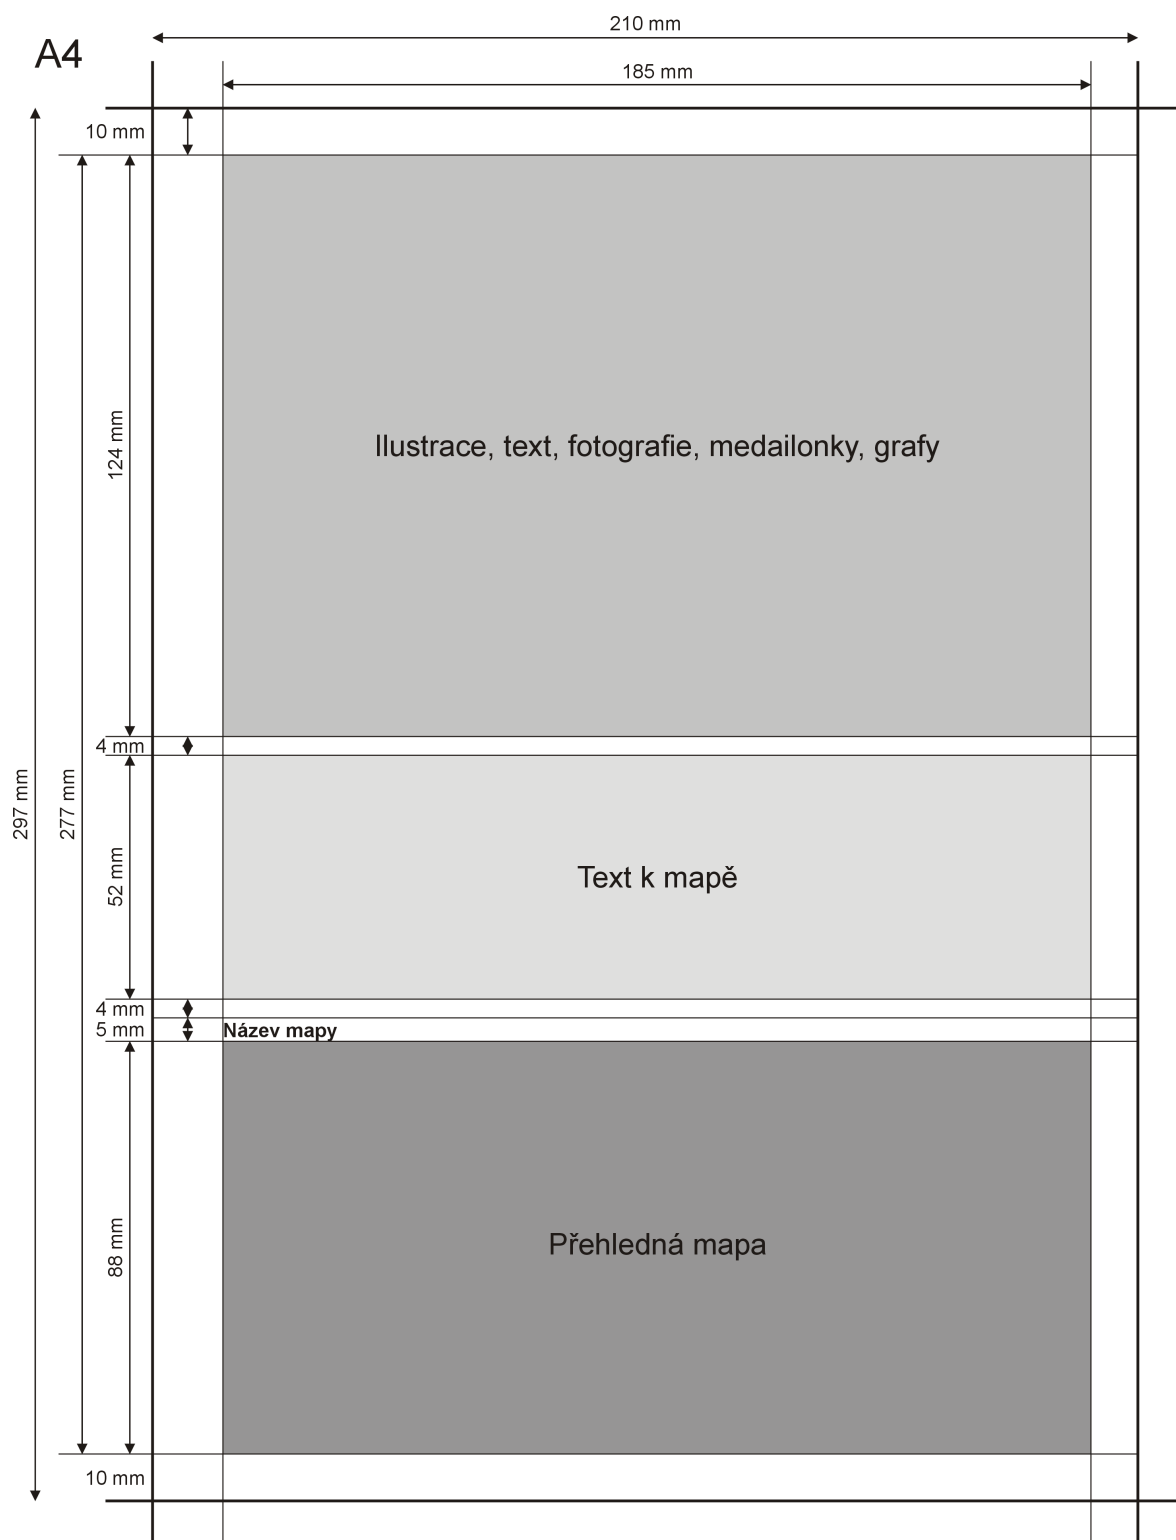 210 mm
A4
185 mm
10 mm
124 mm
Ilustrace, text, fotografie, medailonky, grafy
4 mm
297 mm
277 mm
52 mm
Text k mapě
4 mm
5 mm
Název mapy
88 mm
Přehledná mapa
10 mm